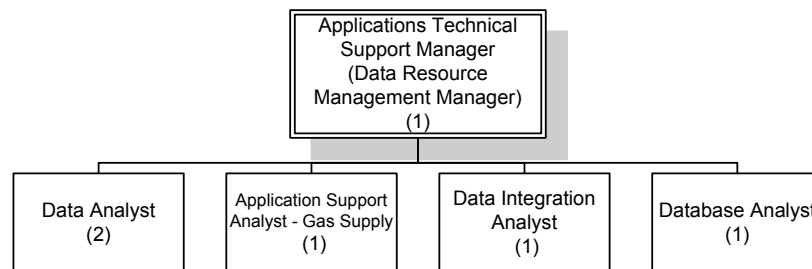 Applications Technical
Support Manager
(Data Resource
Management Manager)
(1)
Data Analyst
(2)
Application Support
Analyst - Gas Supply
(1)
Data Integration
Analyst
(1)
Database Analyst
(1)